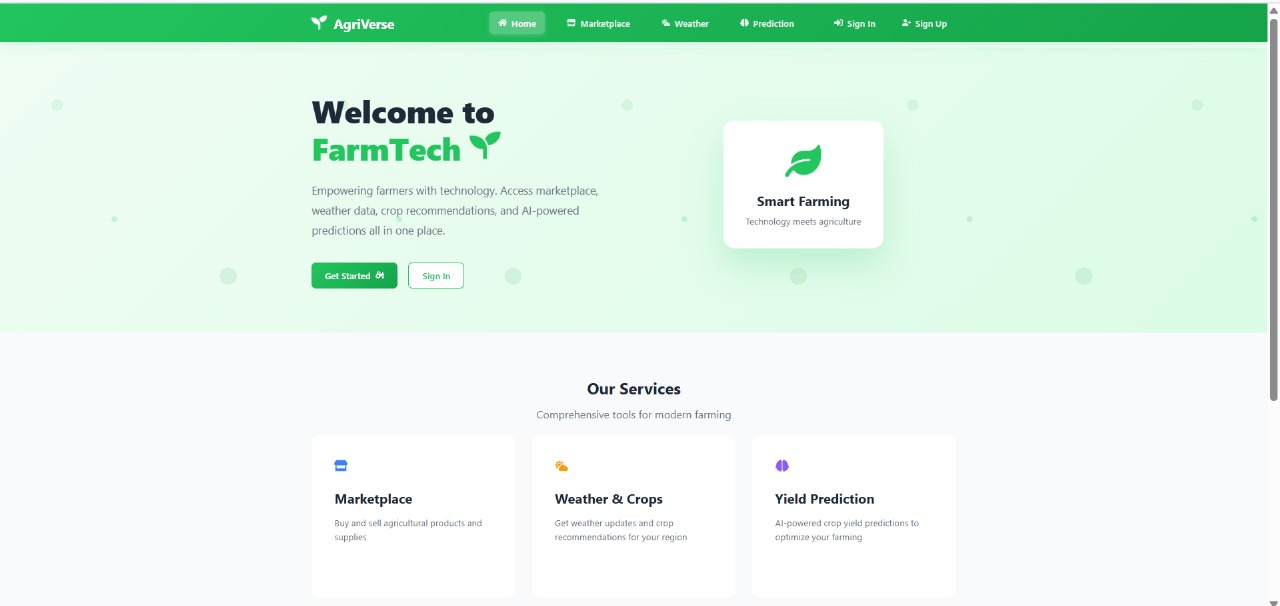 AgriVerse Home Marketplace Weather Prediction Sign In Sign Up
Welcome to
FarmTech
Empowering farmers with technology. Access marketplace,
weather data, crop recommendations, and AI-powered
predictions all in one place.
Get Started Sign In
Smart Farming
Technology meets agriculture
Our Services
Comprehensive tools for modern farming
Marketplace
Buy and sell agricultural products and
supplies
Weather & Crops
Get weather updates and crop
recommendations for your region
Yield Prediction
AI-powered crop yield predictions to
optimize your farming